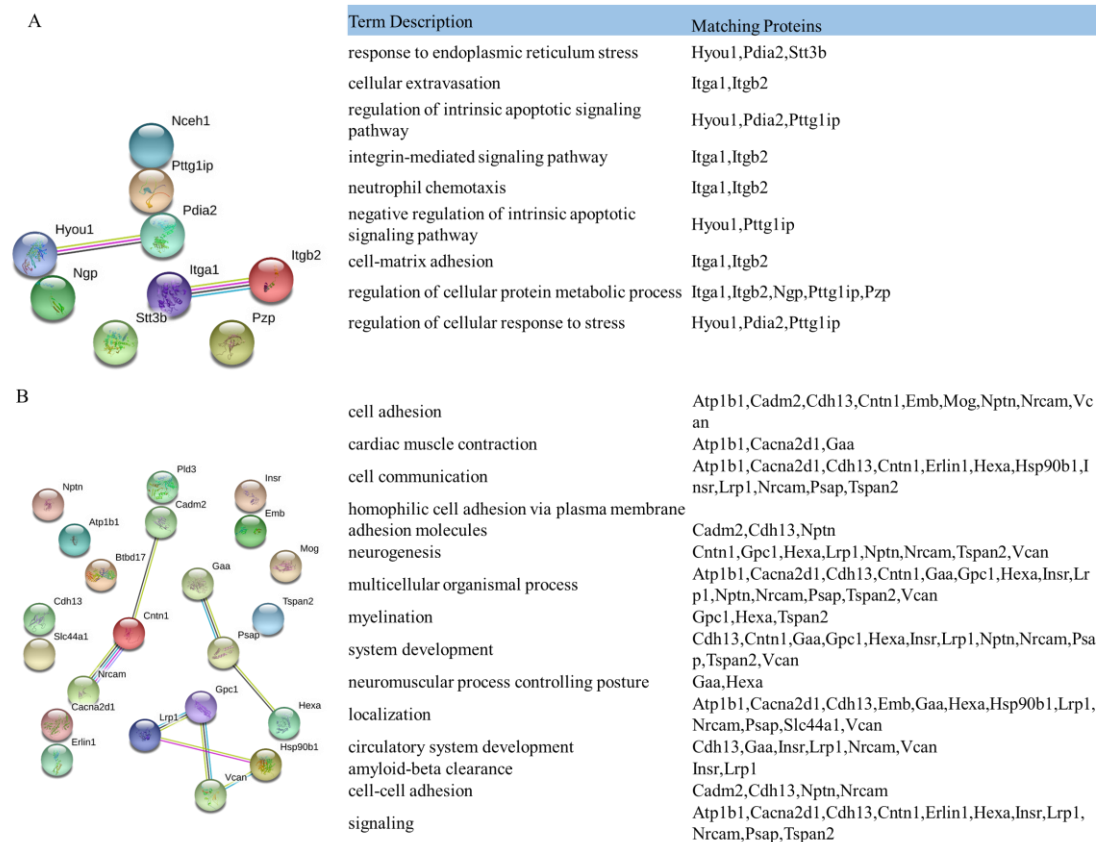 A
Term Description Matching Proteins
response to endoplasmic reticulum stress Hyou1,Pdia2,Stt3b
cellular extravasation Itga1,Itgb2
regulation of intrinsic apoptotic signaling
pathway Hyou1,Pdia2,Pttg1ip
integrin-mediated signaling pathway Itga1,Itgb2
neutrophil chemotaxis Itga1,Itgb2
negative regulation of intrinsic apoptotic
signaling pathway Hyou1,Pttg1ip
cell-matrix adhesion Itga1,Itgb2
regulation of cellular protein metabolic process Itga1,Itgb2,Ngp,Pttg1ip,Pzp
regulation of cellular response to stress Hyou1,Pdia2,Pttg1ip
Nceh1
Pttg1ip
Pdia2
Hyou1
Itgb2
Ngp
Itga1
Stt3b
Pzp
B
cell adhesion
Atp1b1,Cadm2,Cdh13,Cntn1,Emb,Mog,Nptn,Nrcam,Vc
an
cardiac muscle contraction Atp1b1,Cacna2d1,Gaa
cell communication
Atp1b1,Cacna2d1,Cdh13,Cntn1,Erlin1,Hexa,Hsp90b1,I
nsr,Lrp1,Nrcam,Psap,Tspan2
homophilic cell adhesion via plasma membrane
adhesion molecules Cadm2,Cdh13,Nptn
neurogenesis Cntn1,Gpc1,Hexa,Lrp1,Nptn,Nrcam,Tspan2,Vcan
multicellular organismal process
Atp1b1,Cacna2d1,Cdh13,Cntn1,Gaa,Gpc1,Hexa,Insr,Lr
p1,Nptn,Nrcam,Psap,Tspan2,Vcan
myelination Gpc1,Hexa,Tspan2
system development
Cdh13,Cntn1,Gaa,Gpc1,Hexa,Insr,Lrp1,Nptn,Nrcam,Psa
p,Tspan2,Vcan
neuromuscular process controlling posture Gaa,Hexa
localization
Atp1b1,Cacna2d1,Cdh13,Emb,Gaa,Hexa,Hsp90b1,Lrp1,
Nrcam,Psap,Slc44a1,Vcan
circulatory system development Cdh13,Gaa,Insr,Lrp1,Nrcam,Vcan
amyloid-beta clearance Insr,Lrp1
cell-cell adhesion Cadm2,Cdh13,Nptn,Nrcam
signaling
Atp1b1,Cacna2d1,Cdh13,Cntn1,Erlin1,Hexa,Insr,Lrp1,
Nrcam,Psap,Tspan2
Pld3
Nptn
Insr
Cadm2
Emb
Atp1b1
Btbd17
Mog
Gaa
Cdh13
Tspan2
Cntn1
Slc44a1
Psap
Nrcam
Gpc1
Cacna2d1
Lrp1
Hexa
Erlin1
Hsp90b1
Vcan